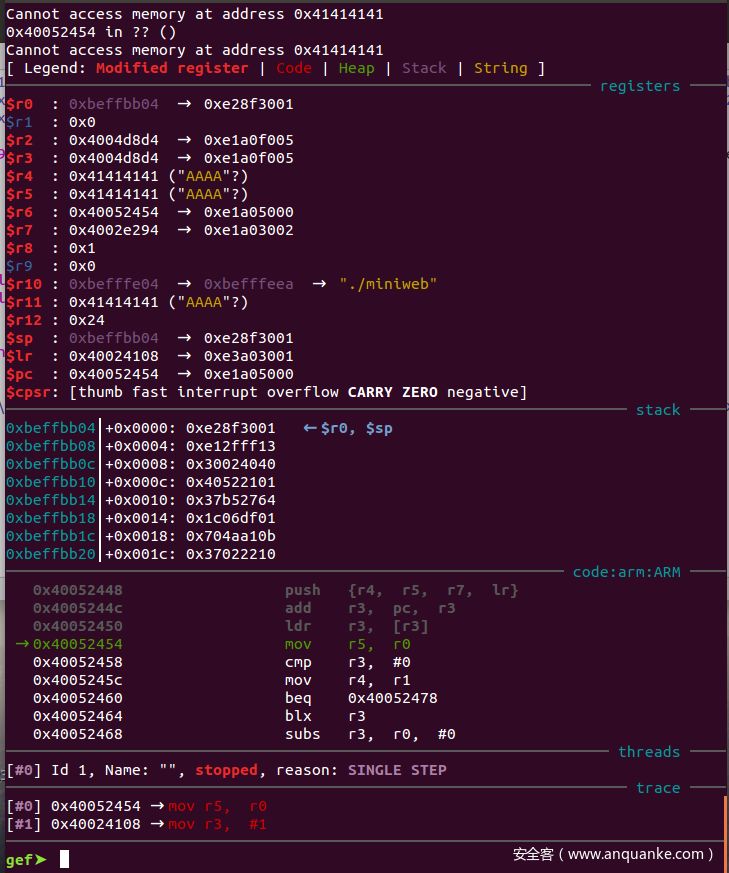 Cannot access memory at address 0x41414141
0x40052454 in ?? ()
Cannot access memory at address 0x41414141
[ Legend: Modified register | Code | Heap | Stack | String ]
registers
$r0 : 0xbeffbb04 → 0xe28f3001
$r1 : 0x0
$r2 : 0x4004d8d4 → 0xe1a0f005
$r3 : 0x4004d8d4 → 0xe1a0f005
$r4 : 0x41414141 ("AAAA"?)
$r5 : 0x41414141 ("AAAA"?)
$r6 : 0x40052454 → 0xe1a05000
$r7 : 0x4002e294 → 0xe1a03002
$r8 : 0x1
$r9 : 0x0
$r10 : 0xbefffe04 → 0xbefffeea → "./miniweb"
$r11 : 0x41414141 ("AAAA"?)
$r12 : 0x24
$sp : 0xbeffbb04 → 0xe28f3001
$lr : 0x40024108 → 0xe3a03001
$pc : 0x40052454 → 0xe1a05000
$cpsr: [thumb fast interrupt overflow CARRY ZERO negative]
stack
0xbeffbb04│+0x0000: 0xe28f3001 ←$r0, $sp
0xbeffbb08│+0x0004: 0xe12fff13
0xbeffbb0c│+0x0008: 0x30024040
0xbeffbb10│+0x000c: 0x40522101
0xbeffbb14│+0x0010: 0x37b52764
0xbeffbb18│+0x0014: 0x1c06df01
0xbeffbb1c│+0x0018: 0x704aa10b
0xbeffbb20│+0x001c: 0x37022210
code:arm:ARM
0x40052448 push {r4, r5, r7, lr}
0x4005244c add r3, pc, r3
0x40052450 ldr r3, [r3]
→0x40052454 mov r5, r0
0x40052458 cmp r3, #0
0x4005245c mov r4, r1
0x40052460 beq 0x40052478
0x40052464 blx r3
0x40052468 subs r3, r0, #0
threads
[#0] Id 1, Name: "", stopped, reason: SINGLE STEP
trace
[#0] 0x40052454 →mov r5, r0
[#1] 0x40024108 →mov r3, #1
gef➤
安全客（www.anquanke.com）